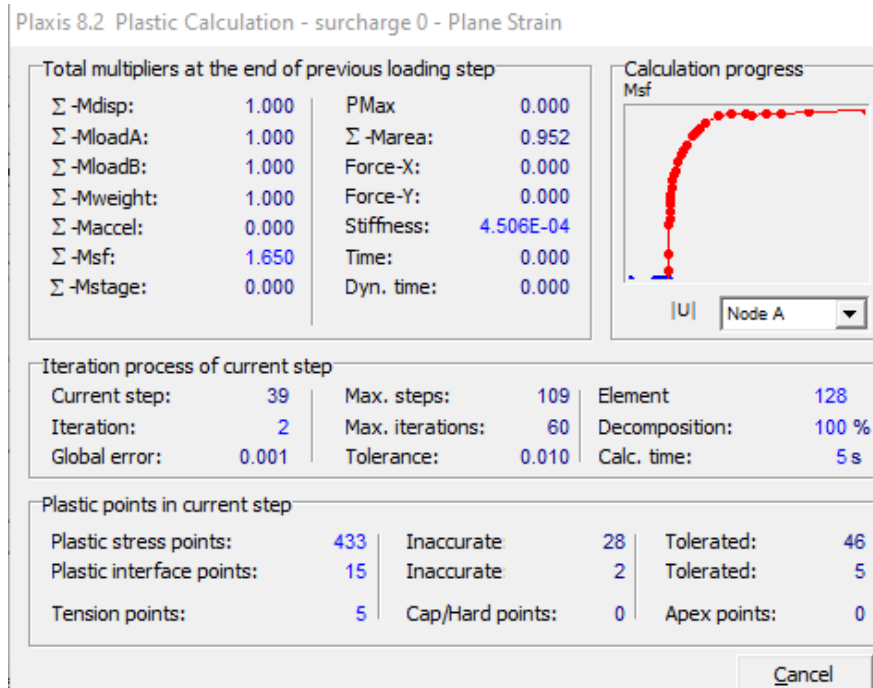 Plaxis 8.2 Plastic Calculation - surcharge 0 - Plane Strain
Total multipliers at the end of previous loading step
Σ -Mdisp: 1.000 PMax 0.000
Σ -MloadA: 1.000 Σ -Marea: 0.952
Σ -MloadB: 1.000 Force-X: 0.000
Σ -Mweight: 1.000 Force-Y: 0.000
Σ -Maccel: 0.000 Stiffness: 4.506E-04
Σ -Msf: 1.650 Time: 0.000
Σ -Mstage: 0.000 Dyn. time: 0.000
Calculation progress
Msf
|U| Node A
Iteration process of current step
Current step: 39 Max. steps: 109 Element 128
Iteration: 2 Max. iterations: 60 Decomposition: 100 %
Global error: 0.001 Tolerance: 0.010 Calc. time: 5 s
Plastic points in current step
Plastic stress points: 433 Inaccurate: 28 Tolerated: 46
Plastic interface points: 15 Inaccurate: 2 Tolerated: 5
Tension points: 5 Cap/Hard points: 0 Apex points: 0
Cancel